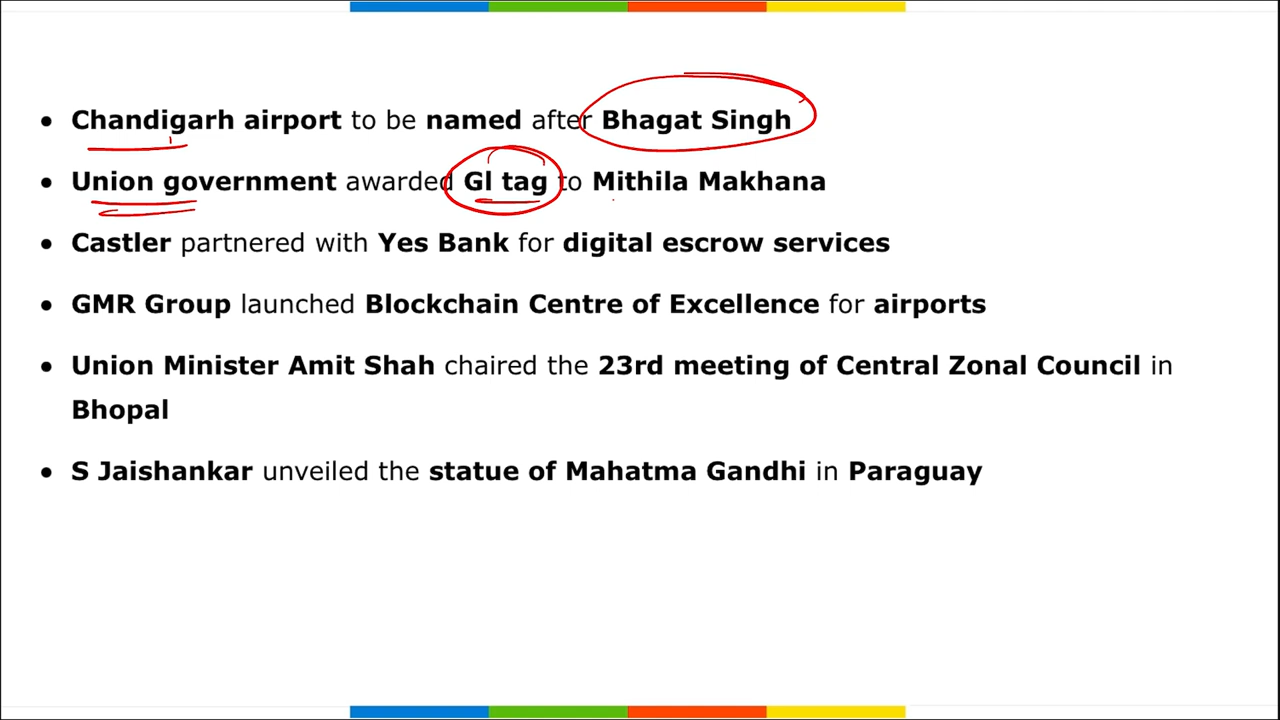 • Chandigarh airport to be named after Bhagat Singh
• Union government awarded GI tag to Mithila Makhana
• Castler partnered with Yes Bank for digital escrow services
• GMR Group launched Blockchain Centre of Excellence for airports
• Union Minister Amit Shah chaired the 23rd meeting of Central Zonal Council in
Bhopal
• S Jaishankar unveiled the statue of Mahatma Gandhi in Paraguay